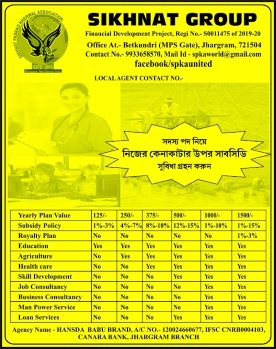 SIKHNAT GROUP
Financial Development Project, Regi No.- S0011475 of 2019-20
Office At.- Betkundri (MPS Gate), Jhargram, 721504
Contact No.- 9933658570, Mail Id - spkaworld@gmail.com
facebook/spkaunited
LOCAL AGENT CONTACT NO.-
সদস্য পদ নিয়ে
নিজের কেনাকাটার উপর সাবসিডি
সুবিধা গ্রহন করুন
Yearly Plan Value 125/- 250/- 375/- 500/- 1000/- 1500/-
Subsidy Policy 1%-3% 4%-7% 8%-10% 12%-15% 1%-10% 1%-15%
Royalty Plan No No No No No 1%-3%
Education Yes Yes Yes Yes Yes Yes
Agriculture No Yes Yes Yes Yes Yes
Health care No No Yes Yes Yes Yes
Skill Development No No Yes Yes Yes Yes
Job Consultancy No No No Yes Yes Yes
Business Consultancy No No No Yes Yes Yes
Man Power Service No No No No Yes Yes
Loan Services No No No No Yes Yes
Agency Name - HANSDA BABU BRAND, A/C NO.- 120024660677, IFSC CNRB0004103,
CANARA BANK, JHARGRAM BRANCH